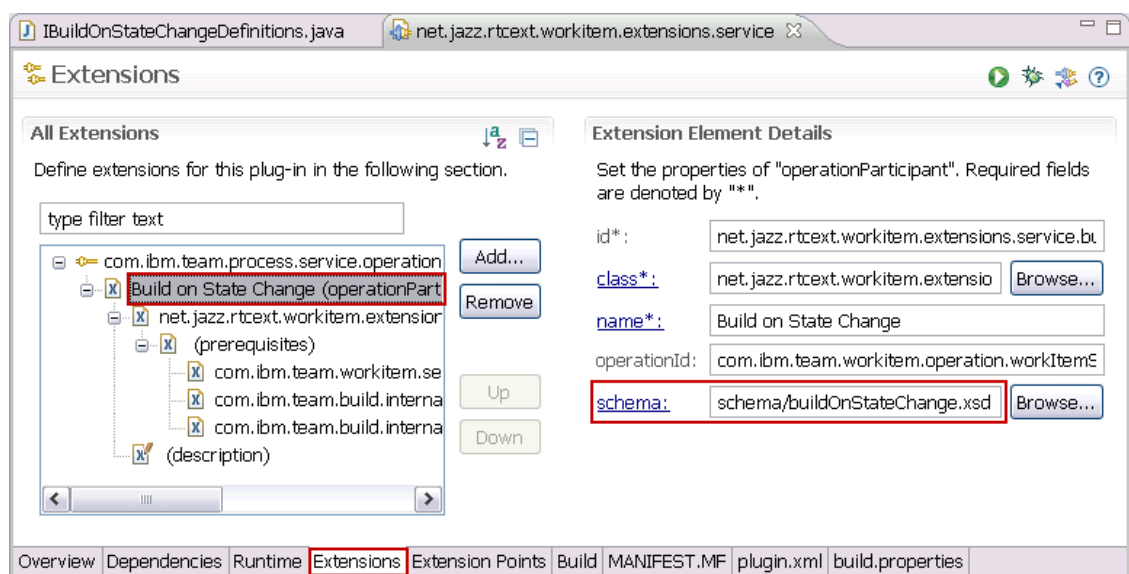 IBuildOnStateChangeDefinitions.java
net.jazz.rtcext.workitem.extensions.service
Extensions
All Extensions
Define extensions for this plug-in in the following section.
type filter text
com.ibm.team.process.service.operation
Build on State Change (operationPart
net.jazz.rtcext.workitem.extension
(prerequisites)
com.ibm.team.workitem.se
com.ibm.team.build.interna
com.ibm.team.build.interna
(description)
Add...
Remove
Up
Down
Extension Element Details
Set the properties of "operationParticipant". Required fields
are denoted by "*".
id*: net.jazz.rtcext.workitem.extensions.service.bu
class*: net.jazz.rtcext.workitem.extensio Browse...
name*: Build on State Change
operationId: com.ibm.team.workitem.operation.workItemS
schema: schema/buildOnStateChange.xsd Browse...
Overview Dependencies Runtime Extensions Extension Points Build MANIFEST.MF plugin.xml build.properties